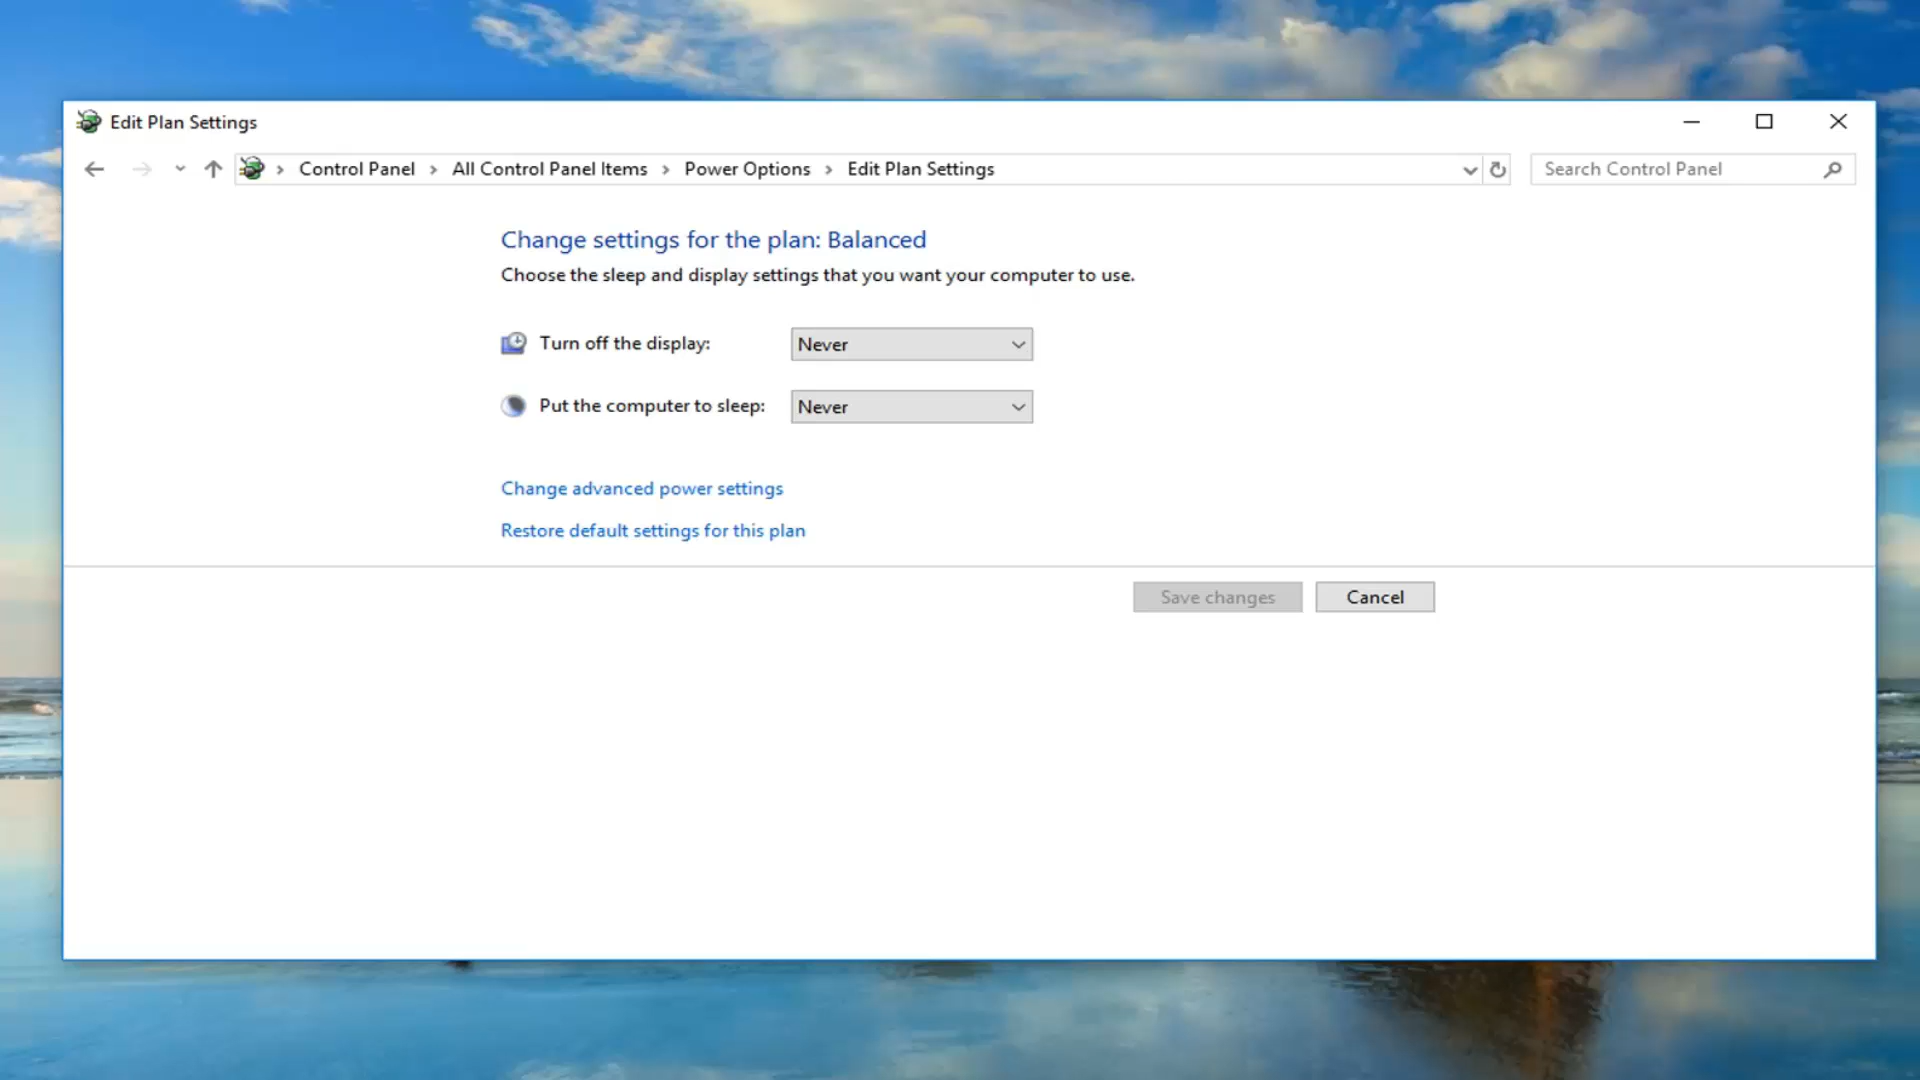 Edit Plan Settings
Control Panel > All Control Panel Items > Power Options > Edit Plan Settings
Search Control Panel
Change settings for the plan: Balanced
Choose the sleep and display settings that you want your computer to use.
Turn off the display: Never
Put the computer to sleep: Never
Change advanced power settings
Restore default settings for this plan
Save changes Cancel